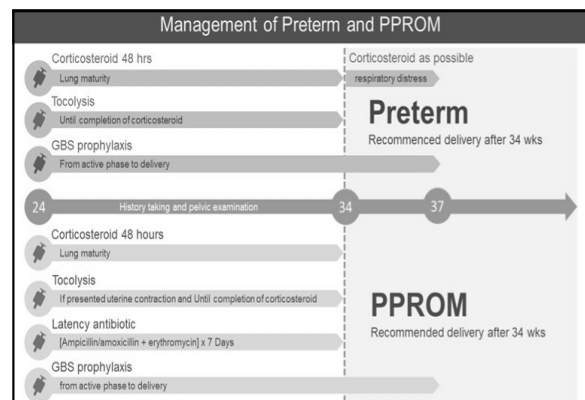 Management of Preterm and PPROM
Corticosteroid 48 hrs
Corticosteroid as possible
Lung maturity
respiratory distress
Tocolysis
Until completion of corticosteroid
Preterm
Recommenced delivery after 34 wks
GBS prophylaxis
From active phase to delivery
24
History taking and pelvic examination
34
37
Corticosteroid 48 hours
Lung maturity
Tocolysis
If presented uterine contraction and Until completion of corticosteroid
PPROM
Recommended delivery after 34 wks
Latency antibiotic
[Ampicillin/amoxicillin + erythromycin] x 7 Days
GBS prophylaxis
from active phase to delivery